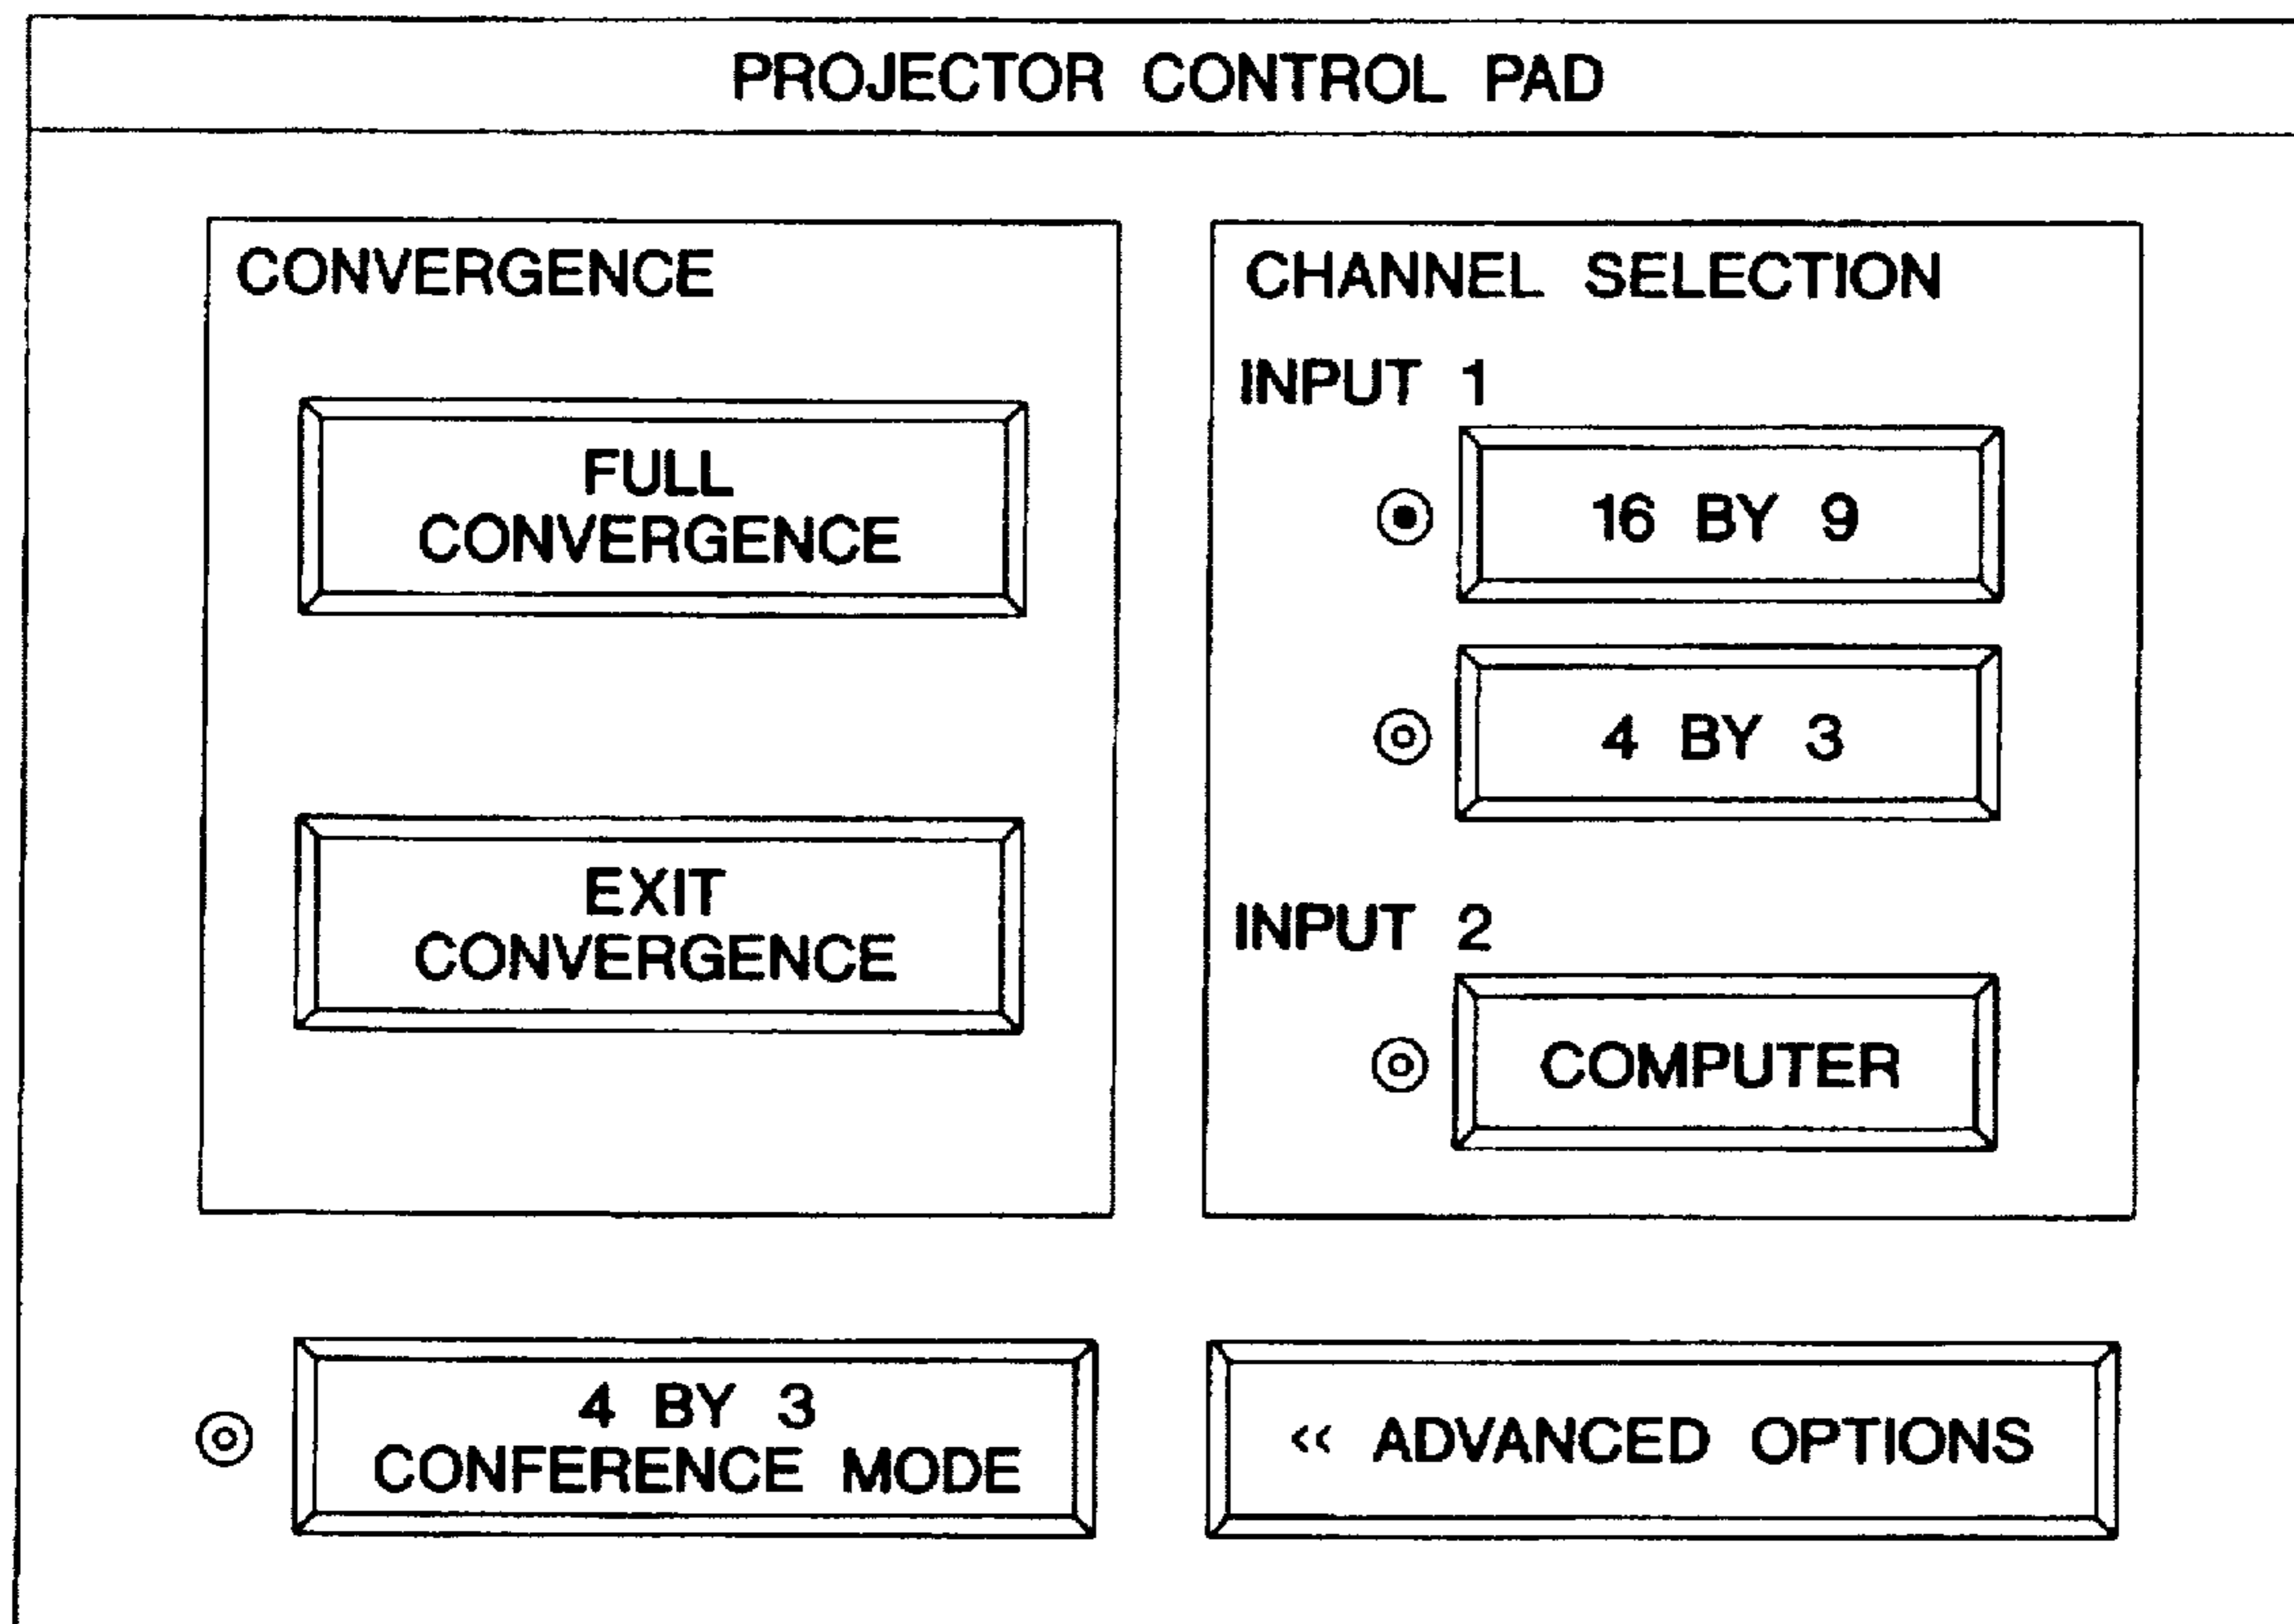 PROJECTOR CONTROL PAD
CONVERGENCE
FULL
CONVERGENCE
EXIT
CONVERGENCE
CHANNEL SELECTION
INPUT 1
16 BY 9
4 BY 3
INPUT 2
COMPUTER
4 BY 3
CONFERENCE MODE
<< ADVANCED OPTIONS